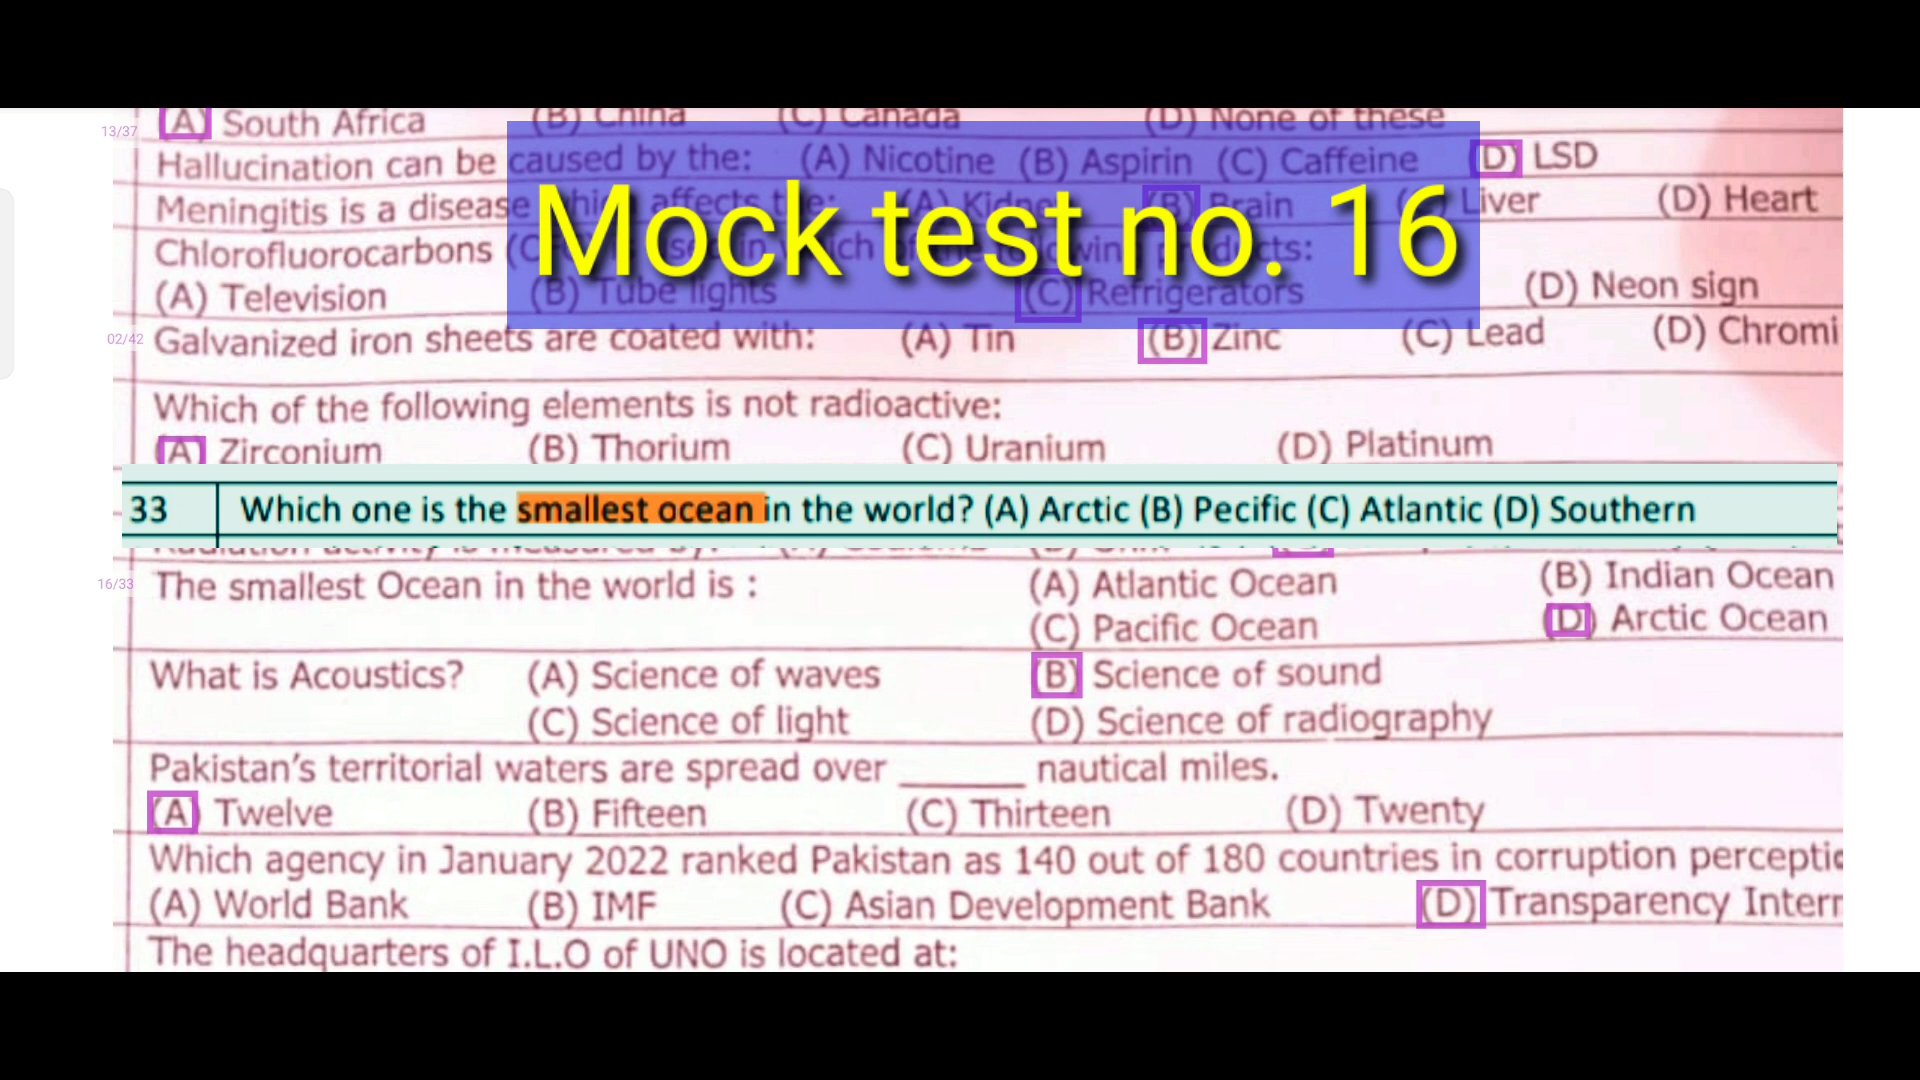 (A) South Africa (B) China (C) Canada (D) None of these
13/37
Hallucination can be caused by the: (A) Nicotine (B) Aspirin (C) Caffeine (D) LSD
Meningitis is a disease which affects the: (A) Kidney (B) Brain (C) Liver (D) Heart
Mock test no. 16
Chlorofluorocarbons
(A) Television (B) Tube lights (C) Refrigerators (D) Neon sign
02/42 Galvanized iron sheets are coated with: (A) Tin (B) Zinc (C) Lead (D) Chromi
Which of the following elements is not radioactive:
(A) Zirconium (B) Thorium (C) Uranium (D) Platinum
33 Which one is the smallest ocean in the world? (A) Arctic (B) Pecific (C) Atlantic (D) Southern
16/33 The smallest Ocean in the world is : (A) Atlantic Ocean (B) Indian Ocean
(C) Pacific Ocean (D) Arctic Ocean
What is Acoustics? (A) Science of waves (B) Science of sound
(C) Science of light (D) Science of radiography
Pakistan's territorial waters are spread over ______ nautical miles.
(A) Twelve (B) Fifteen (C) Thirteen (D) Twenty
Which agency in January 2022 ranked Pakistan as 140 out of 180 countries in corruption percepti
(A) World Bank (B) IMF (C) Asian Development Bank (D) Transparency Inter
The headquarters of I.L.O of UNO is located at: